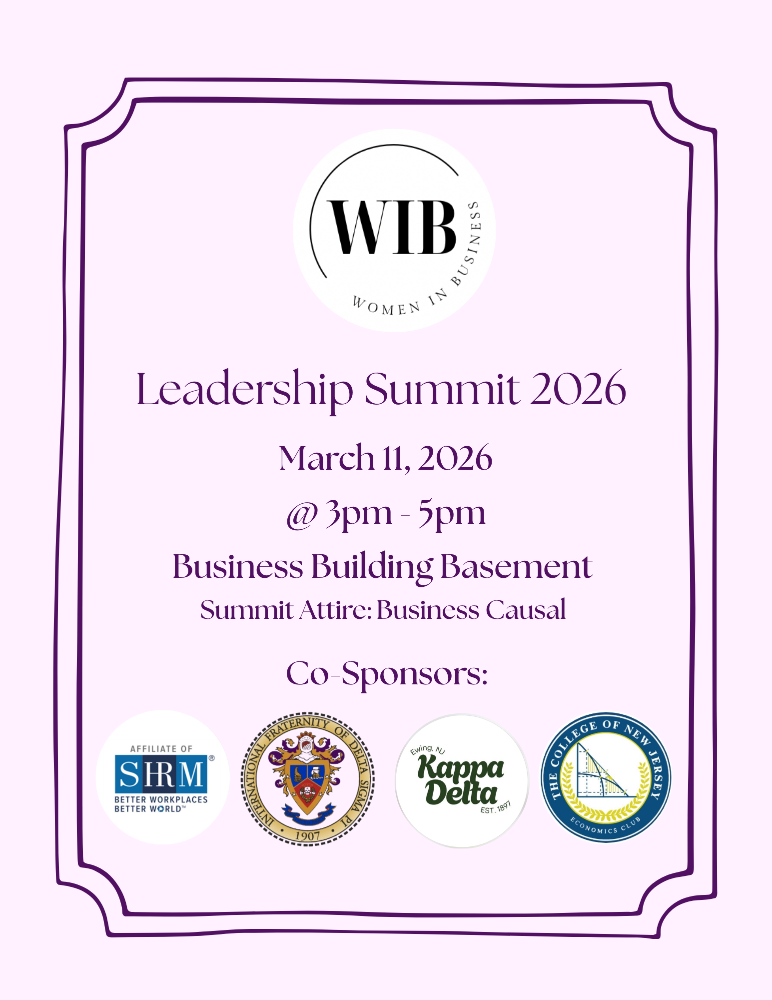 WIB
WOMEN IN BUSINESS
Leadership Summit 2026
March 11, 2026
@ 3pm - 5pm
Business Building Basement
Summit Attire: Business Causal
Co-Sponsors:
AFFILIATE OF
SHRM®
BETTER WORKPLACES
BETTER WORLD™
INTERNATIONAL FRATERNITY OF DELTA SIGMA PI
• 1907 •
Ewing, NJ
Kappa
Delta
EST. 1897
THE COLLEGE OF NEW JERSEY
ECONOMICS CLUB